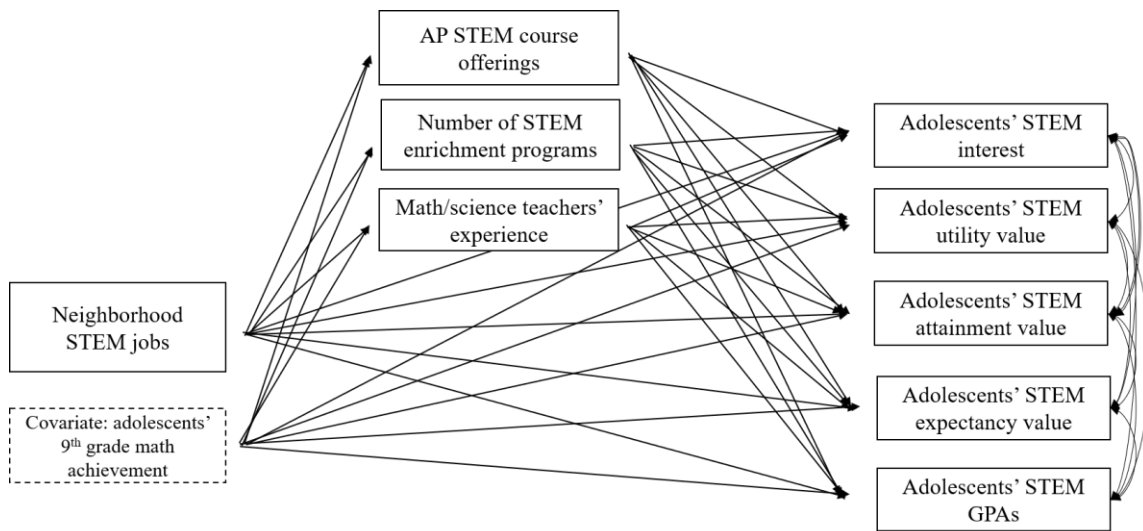 AP STEM course
offerings
Number of STEM
enrichment programs
Math/science teachers’
experience
Neighborhood
STEM jobs
Covariate: adolescents’
9th grade math
achievement
Adolescents’ STEM
interest
Adolescents’ STEM
utility value
Adolescents’ STEM
attainment value
Adolescents’ STEM
expectancy value
Adolescents’ STEM
GPAs